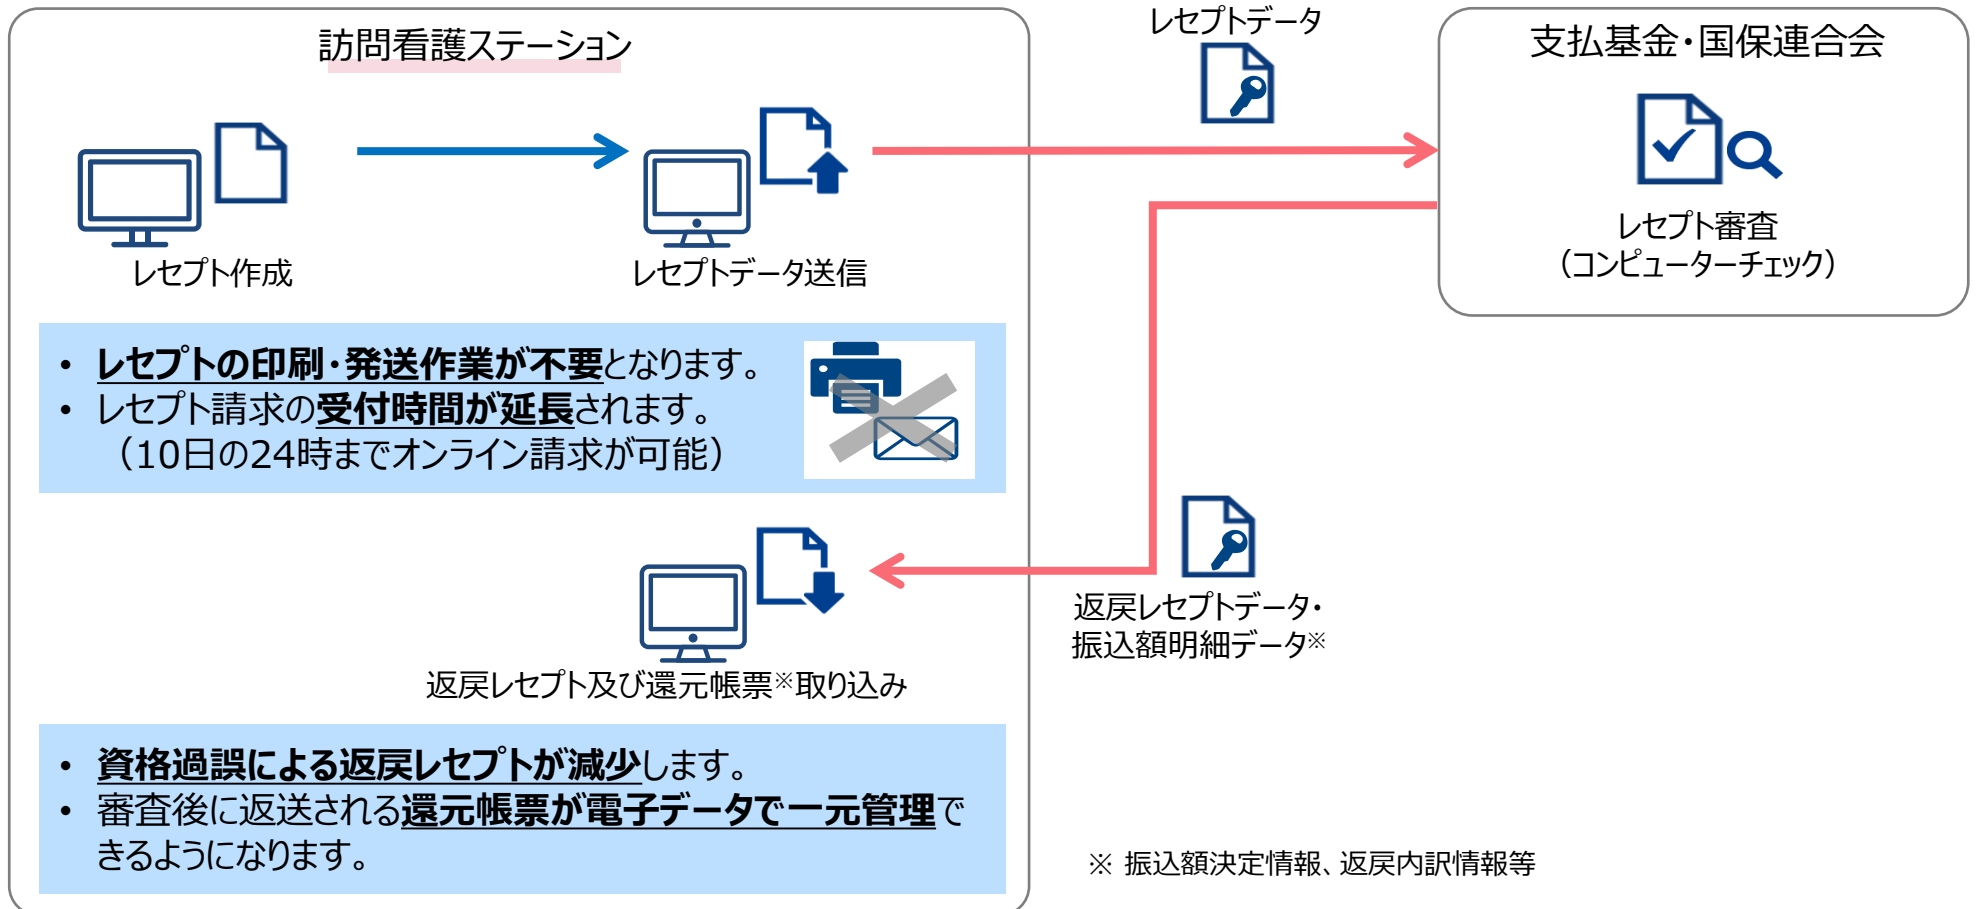 訪問看護ステーション
レセプトデータ
支払基金・国保連合会
レセプト作成
レセプトデータ送信
レセプト審査
（コンピューターチェック）
• レセプトの印刷・発送作業が不要となります。
• レセプト請求の受付時間が延長されます。
（10日の24時までオンライン請求が可能）
返戻レセプトデータ・
振込額明細データ※
返戻レセプト及び還元帳票※取り込み
• 資格過誤による返戻レセプトが減少します。
• 審査後に返送される還元帳票が電子データで一元管理で
きるようになります。
※ 振込額決定情報、返戻内訳情報等